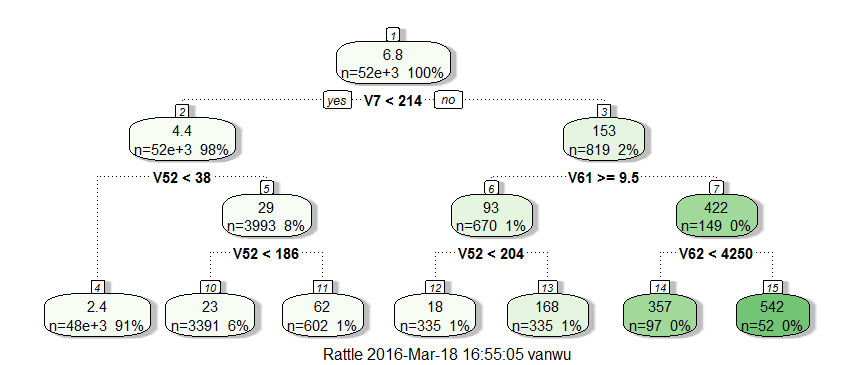 1
6.8
n=52e+3 100%
yes V7 < 214 no
2
4.4
n=52e+3 98%
3
153
n=819 2%
V52 < 38
V61 >= 9.5
5
29
n=3993 8%
6
93
n=670 1%
7
422
n=149 0%
V52 < 186
V52 < 204
V62 < 4250
4
2.4
n=48e+3 91%
10
23
n=3391 6%
11
62
n=602 1%
12
18
n=335 1%
13
168
n=335 1%
14
357
n=97 0%
15
542
n=52 0%
Rattle 2016-Mar-18 16:55:05 vanwu